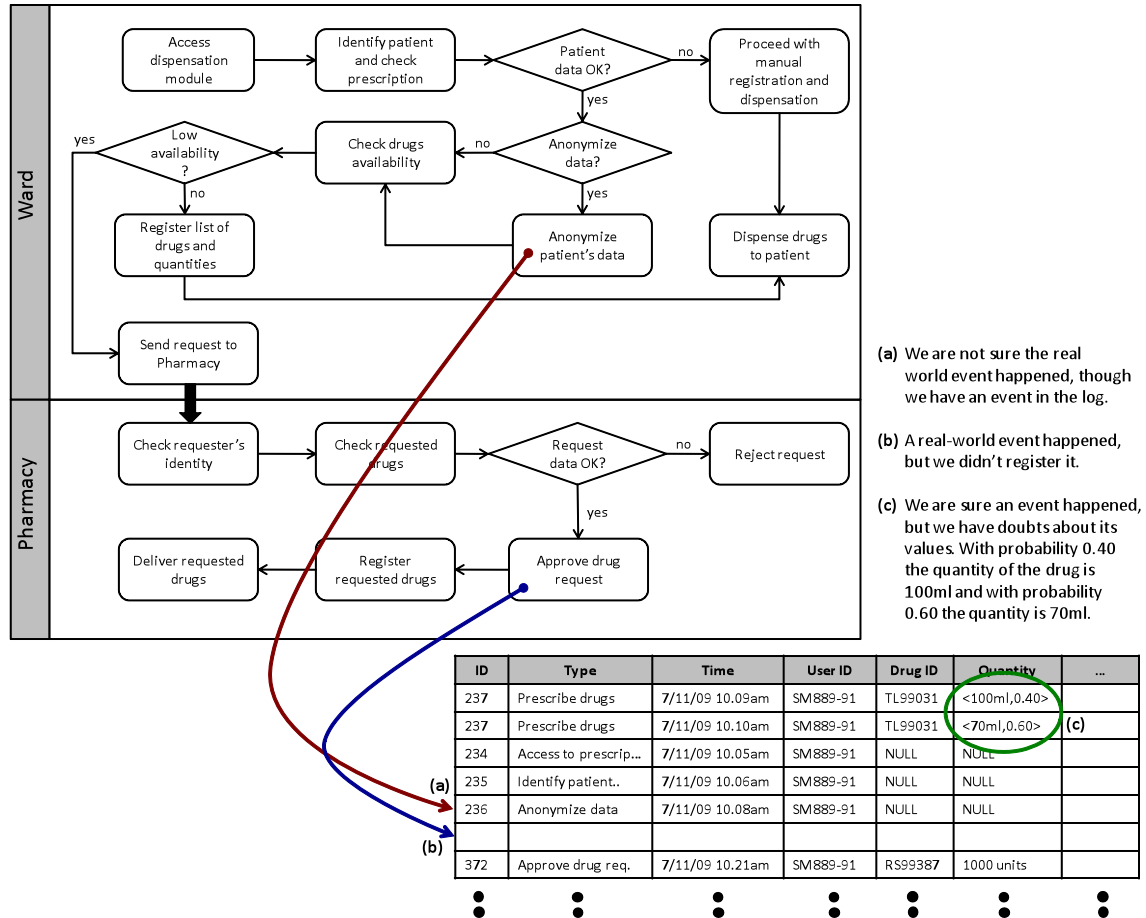 Ward
Access
dispensation
module
Identify patient
and check
prescription
Patient
data OK?
no
Proceed with
manual
registration and
dispensation
yes
yes
Low
availability
?
Check drugs
availability
no
Anonymize
data?
no
yes
Register list of
drugs and
quantities
Anonymize
patient's data
Dispense drugs
to patient
Send request to
Pharmacy
Pharmacy
Check requester's
identity
Check requested
drugs
Request
data OK?
no
Reject request
yes
Deliver requested
drugs
Register
requested drugs
Approve drug
request
(a) We are not sure the real
world event happened, though
we have an event in the log.
(b) A real-world event happened,
but we didn't register it.
(c) We are sure an event happened,
but we have doubts about its
values. With probability 0.40
the quantity of the drug is
100ml and with probability
0.60 the quantity is 70ml.
ID Type Time User ID Drug ID Quantity ...
237 Prescribe drugs 7/11/09 10.09am SM889-91 TL99031 <100ml,0.40>
237 Prescribe drugs 7/11/09 10.10am SM889-91 TL99031 <70ml,0.60>
(c)
234 Access to prescrip... 7/11/09 10.05am SM889-91 NULL NULL
235 Identify patient.. 7/11/09 10.06am SM889-91 NULL NULL
(a)
236 Anonymize data 7/11/09 10.08am SM889-91 NULL NULL
(b)
372 Approve drug req. 7/11/09 10.21am SM889-91 RS99387 1000 units